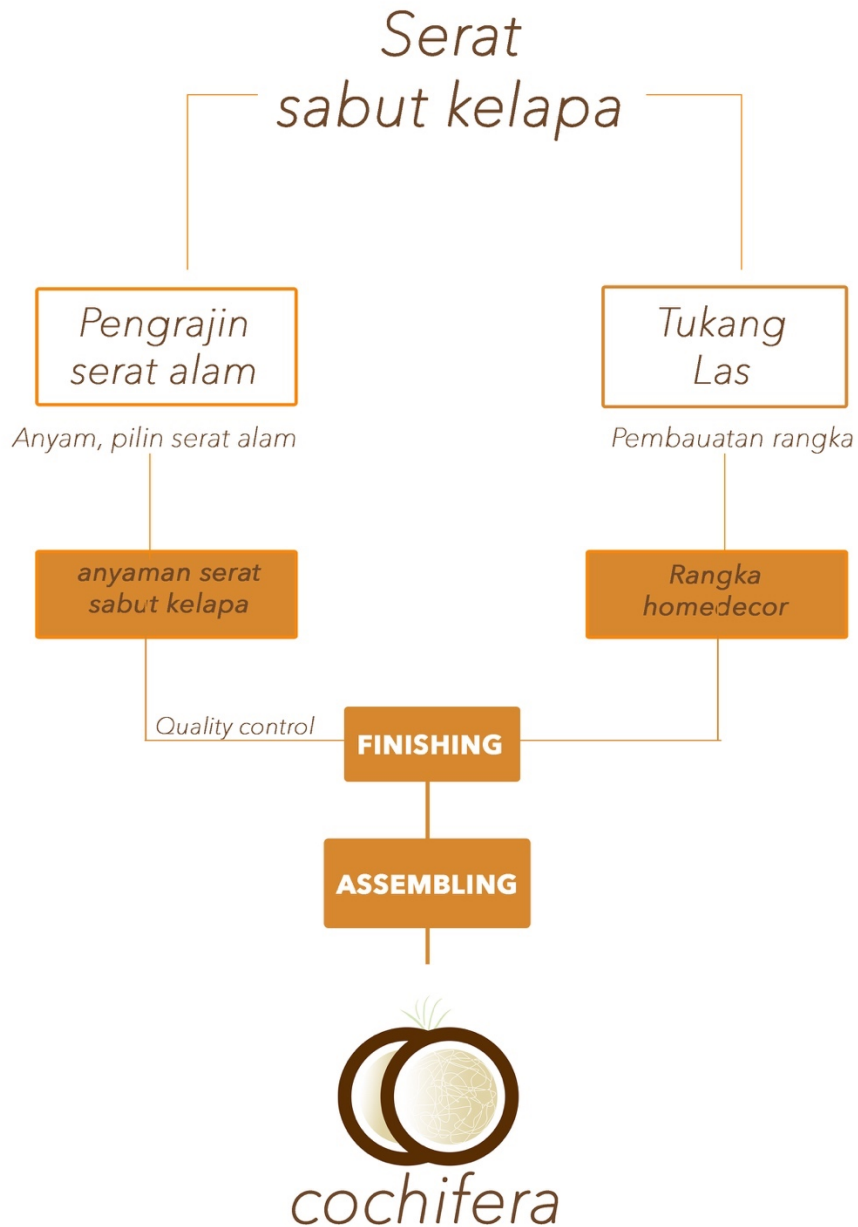 Serat
sabut kelapa
Pengrajin
serat alam
Anyam, pilin serat alam
anyaman serat
sabut kelapa
Tukang
Las
Pembauatan rangka
Rangka
homedecor
Quality control
FINISHING
ASSEMBLING
cochifera